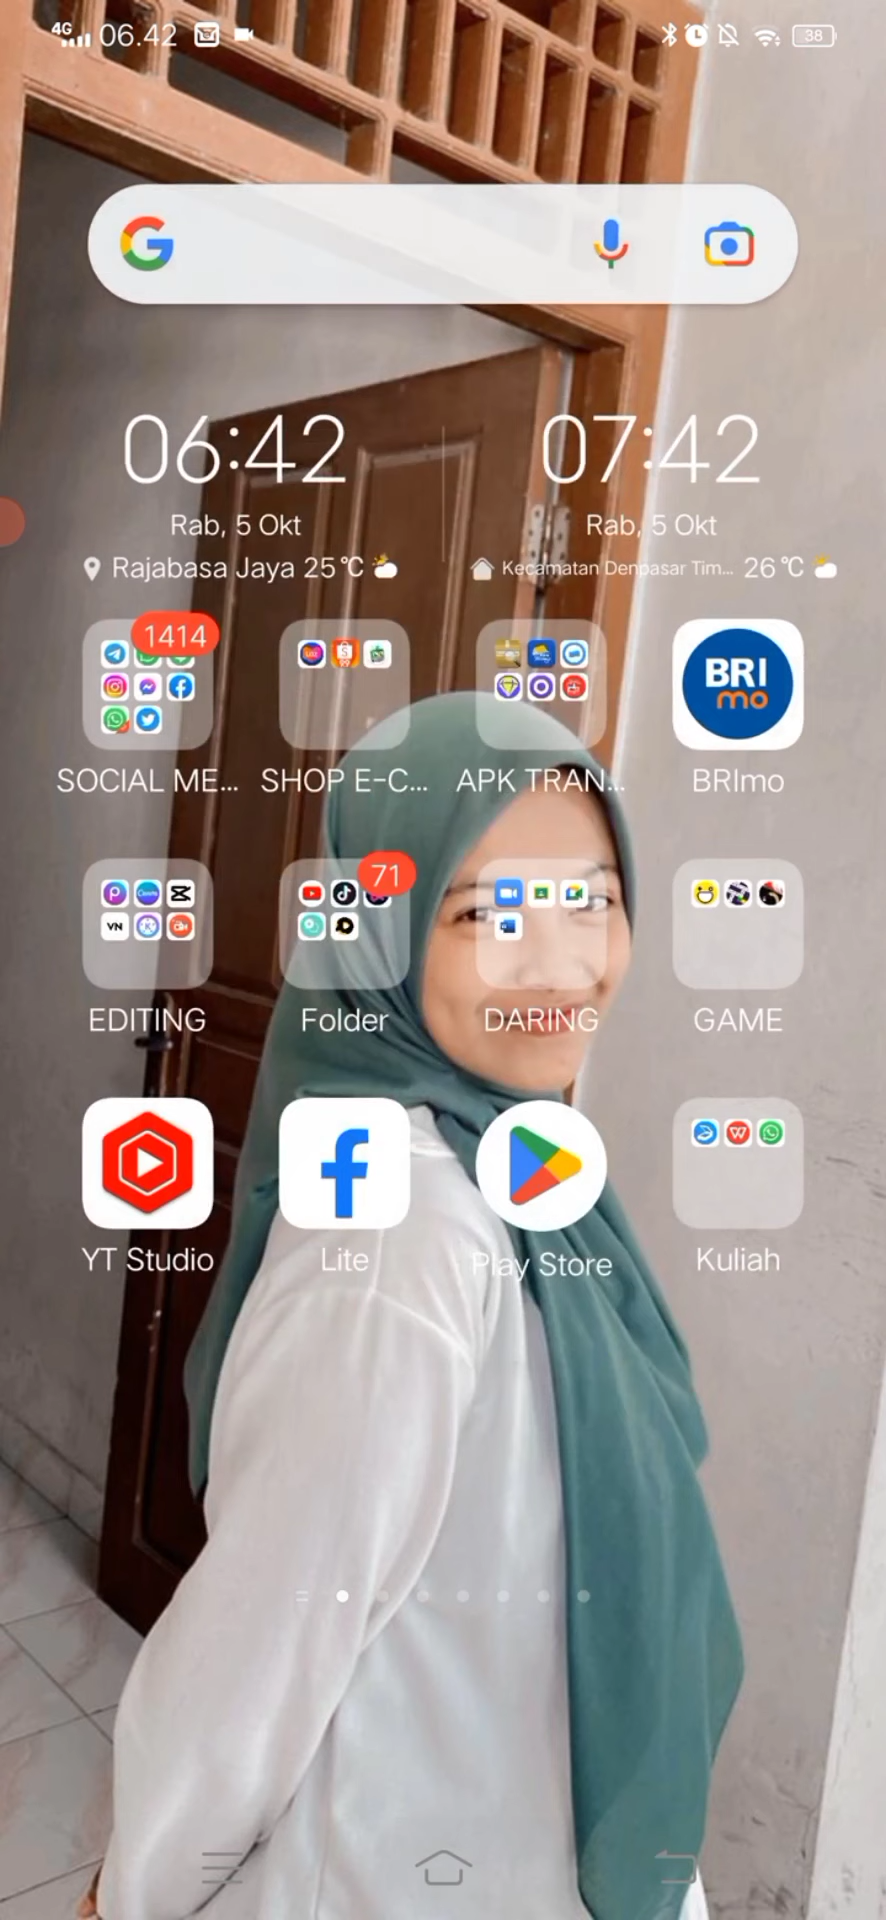 4G 06.42 38
06:42 07:42
Rab, 5 Okt Rab, 5 Okt
Rajabasa Jaya 25°C Kecamatan Denpasar Tim... 26°C
1414
BRI
mo
SOCIAL ME... SHOP E-C... APK TRAN... BRImo
71
VN
EDITING Folder DARING GAME
YT Studio Lite Play Store Kuliah